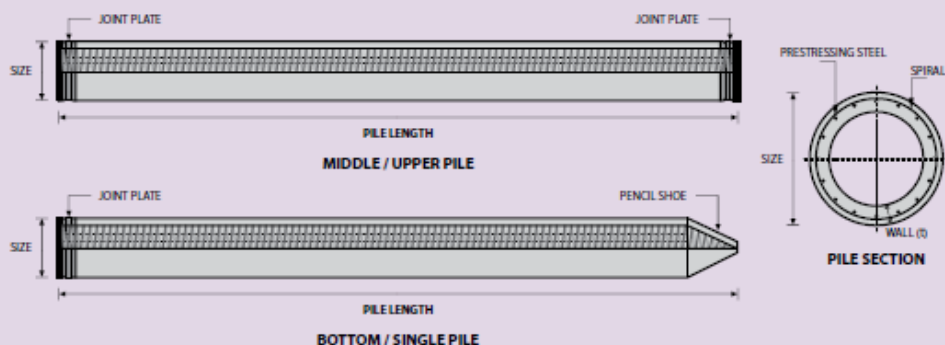 JOINT PLATE
JOINT PLATE
SIZE
PILE LENGTH
MIDDLE / UPPER PILE
JOINT PLATE
PENCIL SHOE
SIZE
PILE LENGTH
BOTTOM / SINGLE PILE
PRESTRESSING STEEL
SPIRAL
SIZE
WALL (t)
PILE SECTION